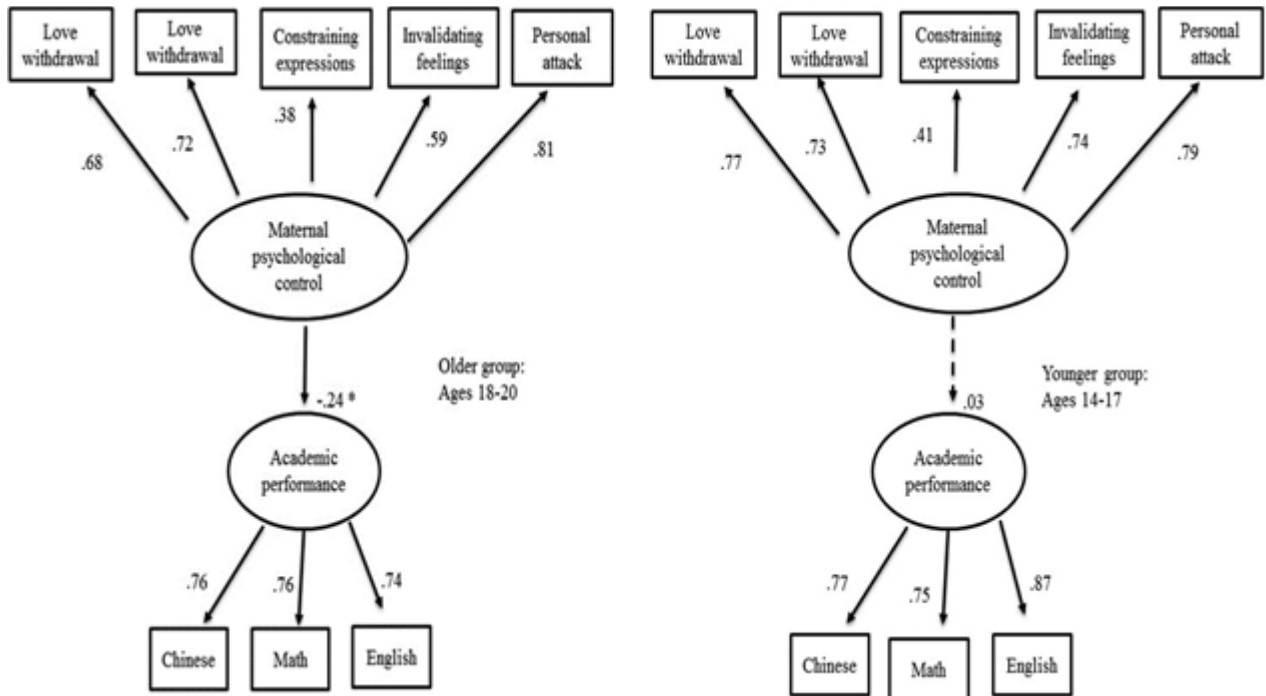 Love
withdrawal
Love
withdrawal
Constraining
expressions
Invalidating
feelings
Personal
attack
.68
.72
.38
.59
.81
Maternal
psychological
control
Older group:
Ages 18-20
-.24 *
Academic
performance
.76
.76
.74
Chinese
Math
English
Love
withdrawal
Love
withdrawal
Constraining
expressions
Invalidating
feelings
Personal
attack
.77
.73
.41
.74
.79
Maternal
psychological
control
Younger group:
Ages 14-17
.03
Academic
performance
.77
.75
.87
Chinese
Math
English